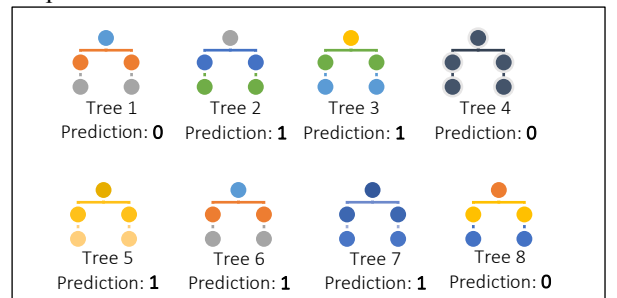 Tree 1 Tree 2 Tree 3 Tree 4
Prediction: 0 Prediction: 1 Prediction: 1 Prediction: 0
Tree 5 Tree 6 Tree 7 Tree 8
Prediction: 1 Prediction: 1 Prediction: 1 Prediction: 0